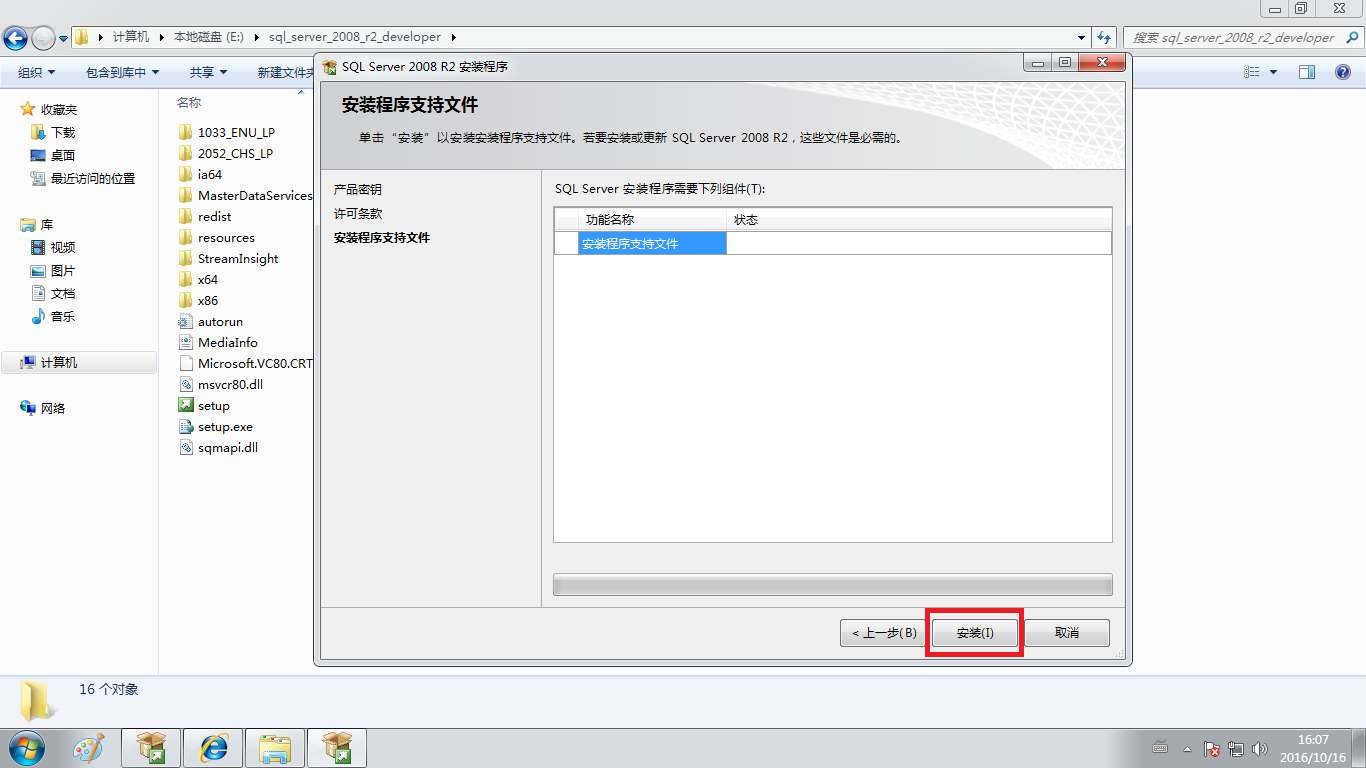 计算机 本地磁盘 (E:) sql_server_2008_r2_developer
搜索 sql_server_2008_r2_developer
组织 包含到库中 共享 新建文件夹
SQL Server 2008 R2 安装程序
安装程序支持文件
单击“安装”以安装安装程序支持文件。若要安装或更新 SQL Server 2008 R2，这些文件是必需的。
收藏夹
下载
桌面
最近访问的位置
库
视频
图片
文档
音乐
计算机
网络
名称
1033_ENU_LP
2052_CHS_LP
ia64
MasterDataServices
redist
resources
StreamInsight
x64
x86
autorun
MediaInfo
Microsoft.VC80.CRT
msvcr80.dll
setup
setup.exe
sqmapi.dll
产品密钥
许可条款
安装程序支持文件
SQL Server 安装程序需要下列组件(T):
功能名称 状态
安装程序支持文件
< 上一步(B) 安装(I) 取消
16 个对象
16:07
2016/10/16